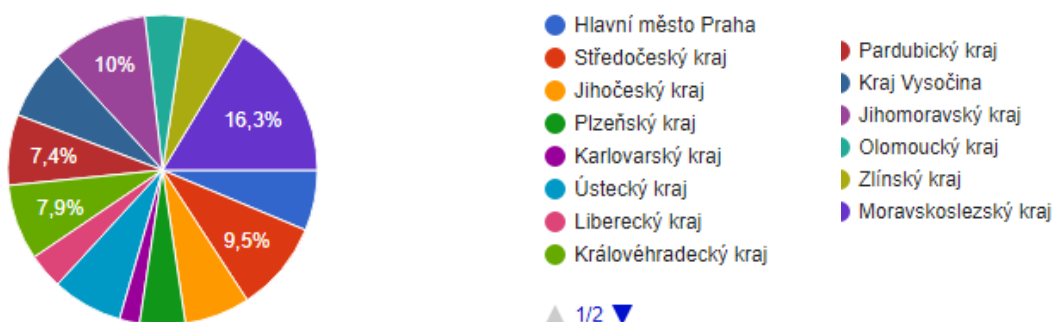 10%
16,3%
7,4%
7,9%
9,5%
Hlavní město Praha
Středočeský kraj
Jihočeský kraj
Plzeňský kraj
Karlovarský kraj
Ústecký kraj
Liberecký kraj
Královéhradecký kraj
1/2
Pardubický kraj
Kraj Vysočina
Jihomoravský kraj
Olomoucký kraj
Zlínský kraj
Moravskoslezský kraj